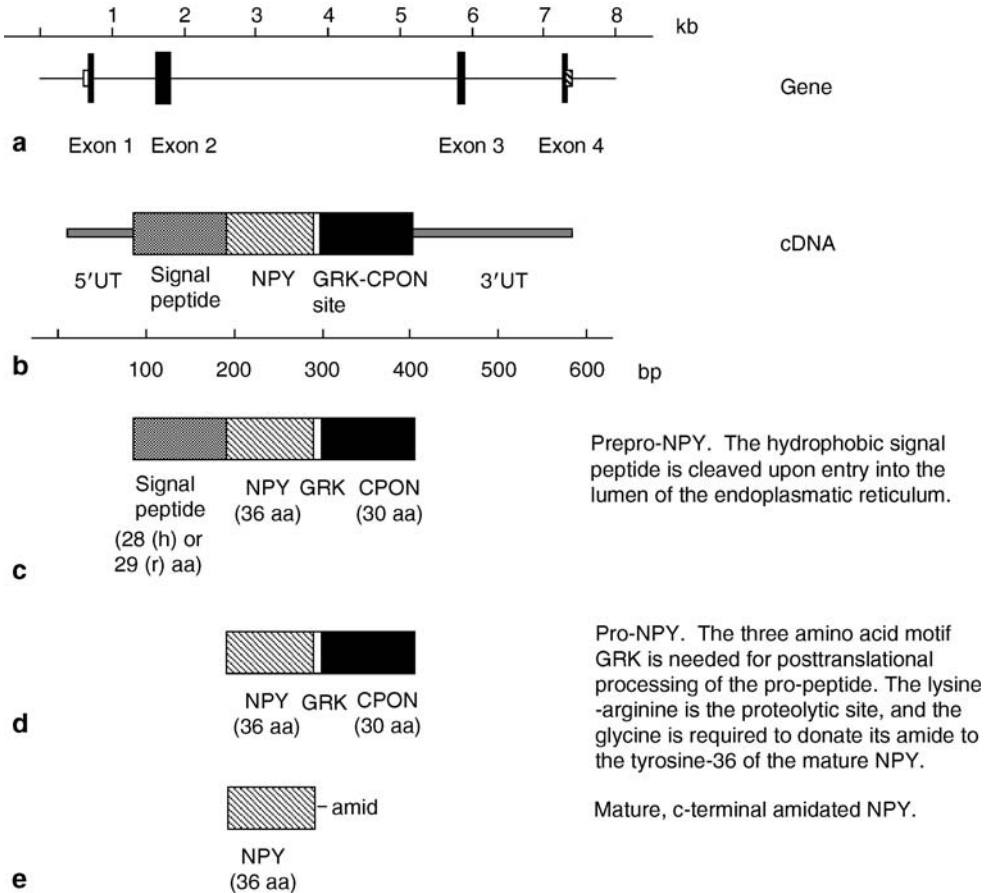 1 2 3 4 5 6 7 8
kb
Gene
a Exon 1 Exon 2 Exon 3 Exon 4
cDNA
5′UT Signal peptide NPY GRK-CPON site 3′UT
b 100 200 300 400 500 600 bp
Prepro-NPY. The hydrophobic signal
peptide is cleaved upon entry into the
lumen of the endoplasmatic reticulum.
Signal
peptide
(28 (h) or
29 (r) aa)
NPY GRK CPON
(36 aa) (30 aa)
c
Pro-NPY. The three amino acid motif
GRK is needed for posttranslational
processing of the pro-peptide. The lysine
-arginine is the proteolytic site, and the
glycine is required to donate its amide to
the tyrosine-36 of the mature NPY.
NPY GRK CPON
(36 aa) (30 aa)
d
amid
Mature, c-terminal amidated NPY.
NPY
(36 aa)
e